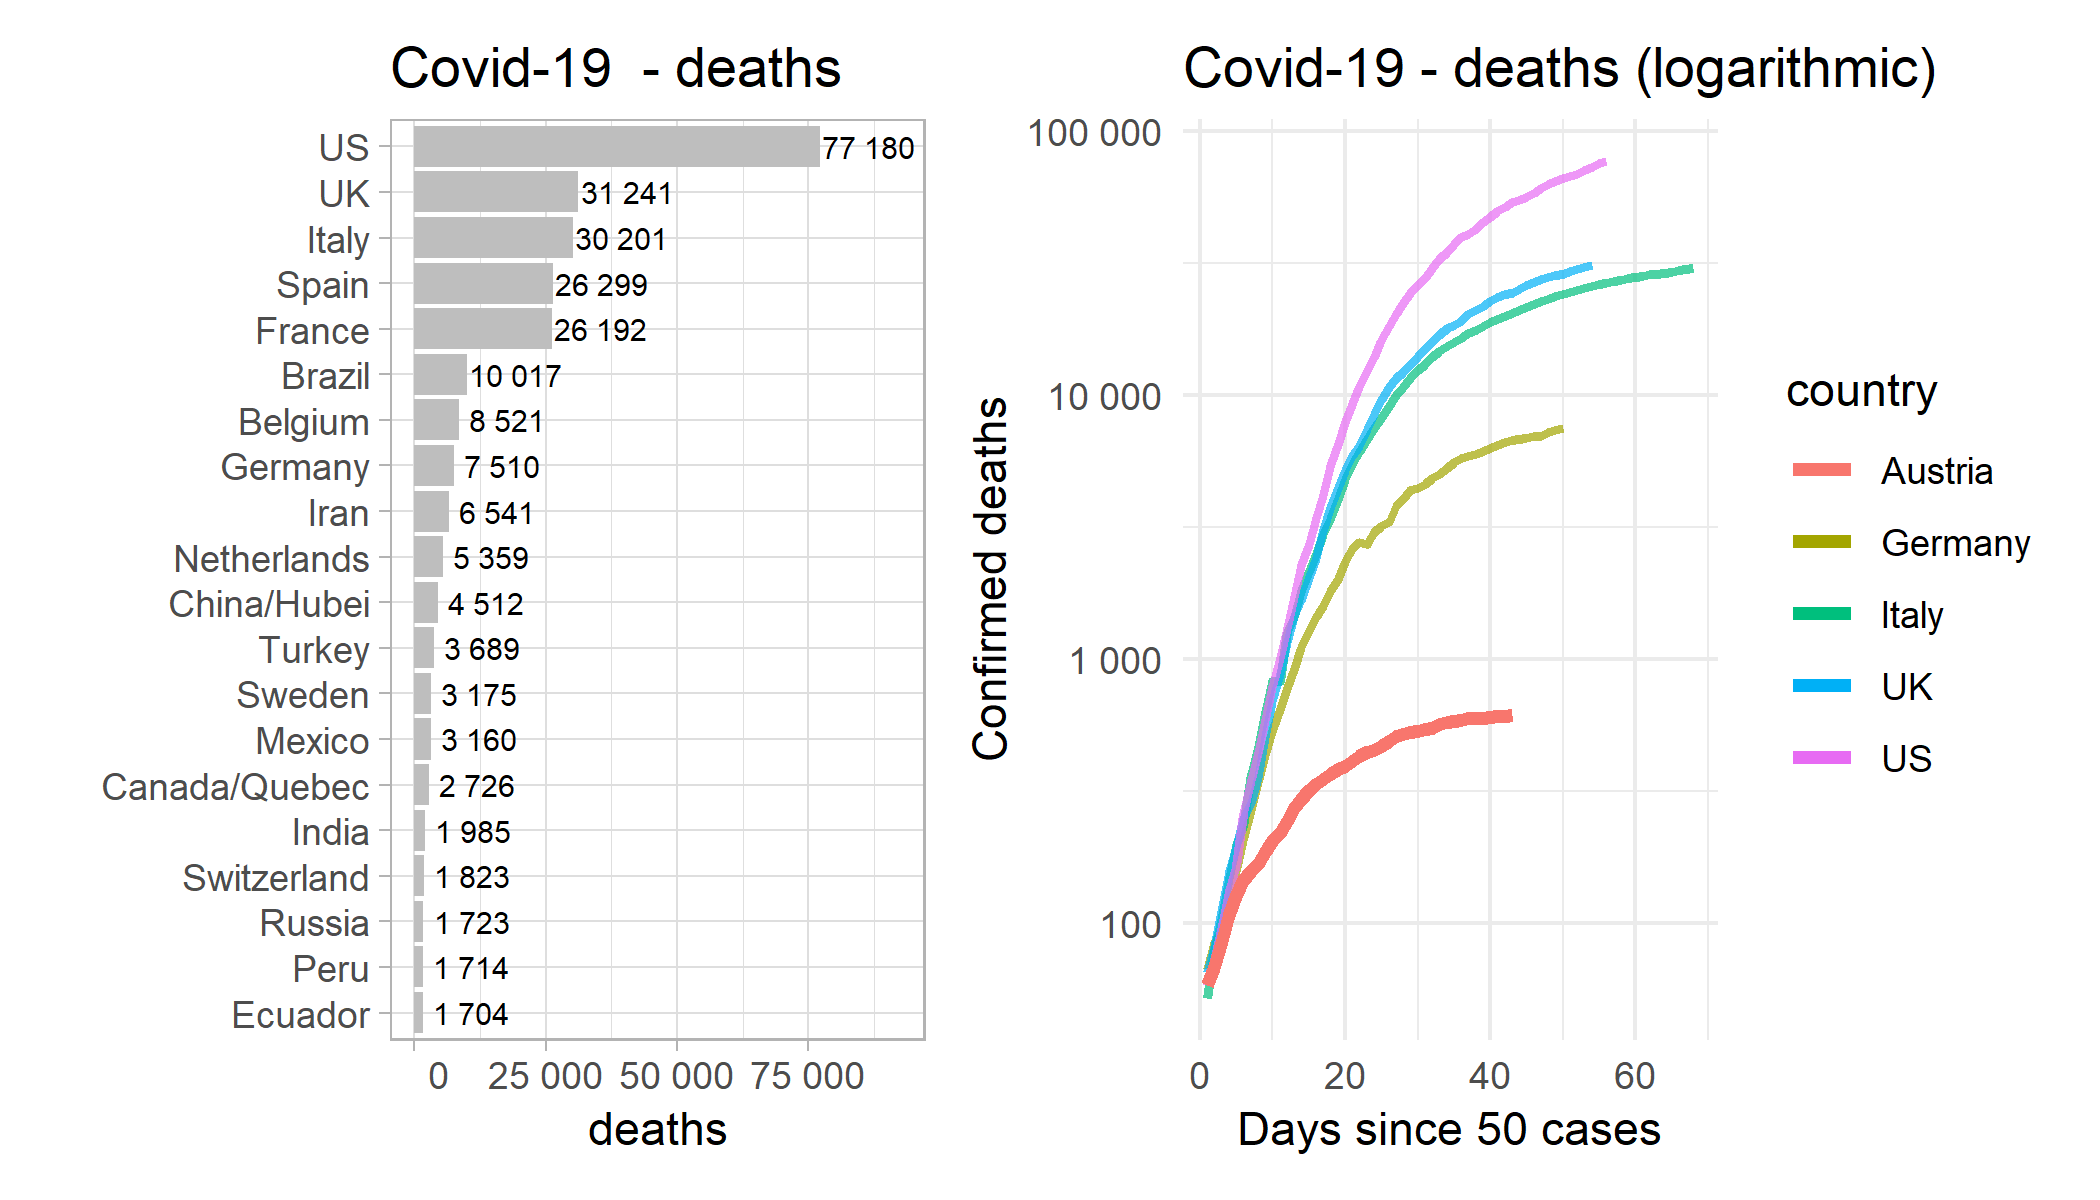 Covid-19  - deaths
US 77 180
UK 31 241
Italy 30 201
Spain 26 299
France 26 192
Brazil 10 017
Belgium 8 521
Germany 7 510
Iran 6 541
Netherlands 5 359
China/Hubei 4 512
Turkey 3 689
Sweden 3 175
Mexico 3 160
Canada/Quebec 2 726
India 1 985
Switzerland 1 823
Russia 1 723
Peru 1 714
Ecuador 1 704
0 25 000 50 000 75 000
deaths
Covid-19 - deaths (logarithmic)
Confirmed deaths
100 000
10 000
1 000
100
0 20 40 60
Days since 50 cases
country
Austria
Germany
Italy
UK
US